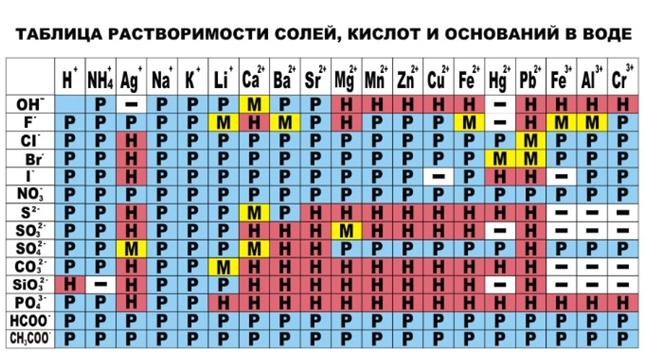 ТАБЛИЦА РАСТВОРИМОСТИ СОЛЕЙ, КИСЛОТ И ОСНОВАНИЙ В ВОДЕ
H⁺ NH₄⁺ Ag⁺ Na⁺ K⁺ Li⁺ Ca²⁺ Ba²⁺ Sr²⁺ Mg²⁺ Mn²⁺ Zn²⁺ Cu²⁺ Fe²⁺ Hg²⁺ Pb²⁺ Fe³⁺ Al³⁺ Cr³⁺
OH⁻ Р – Р Р Р М Р Р Н Н Н Н Н – Н Н Н Н
F⁻ Р Р Р Р Р М Н М Р Н Р Р Р М – Н М М Р
Cl⁻ Р Р Н Р Р Р Р Р Р Р Р Р Р Р Р М Р Р Р
Br⁻ Р Р Н Р Р Р Р Р Р Р Р Р Р Р М М Р Р Р
I⁻ Р Р Н Р Р Р Р Р Р Р Р Р – Р Н Н – Р Р
NO₃⁻ Р Р Р Р Р Р Р Р Р Р Р Р Р Р Р Р Р Р Р
S²⁻ Р Р Н Р Р Р М Р Н Н Н Н Н Н Н Н – – –
SO₃²⁻ Р Р Н Р Р Р Н Н Н М Н Н Н Н – Н – – –
SO₄²⁻ Р Р М Р Р Р М Н Н Р Р Р Р Р – Н Р Р Р
CO₃²⁻ Р Р Н Р Р М Н Н Н Н Н Н Н Н Н Н – – –
SiO₃²⁻ Н – Н Р Р Р Н Н Н Н Н Н Н Н – Н – – –
PO₄³⁻ Р Р Н Р Р Н Н Н Н Н Н Н Н Н Н Н Н Н Н
HCOO⁻ Р Р Р Р Р Р Р Р Р Р Р Р Р Р Р Р Р Р Р
CH₃COO⁻ Р Р Р Р Р Р Р Р Р Р Р Р Р Р Р Р Р Р Р